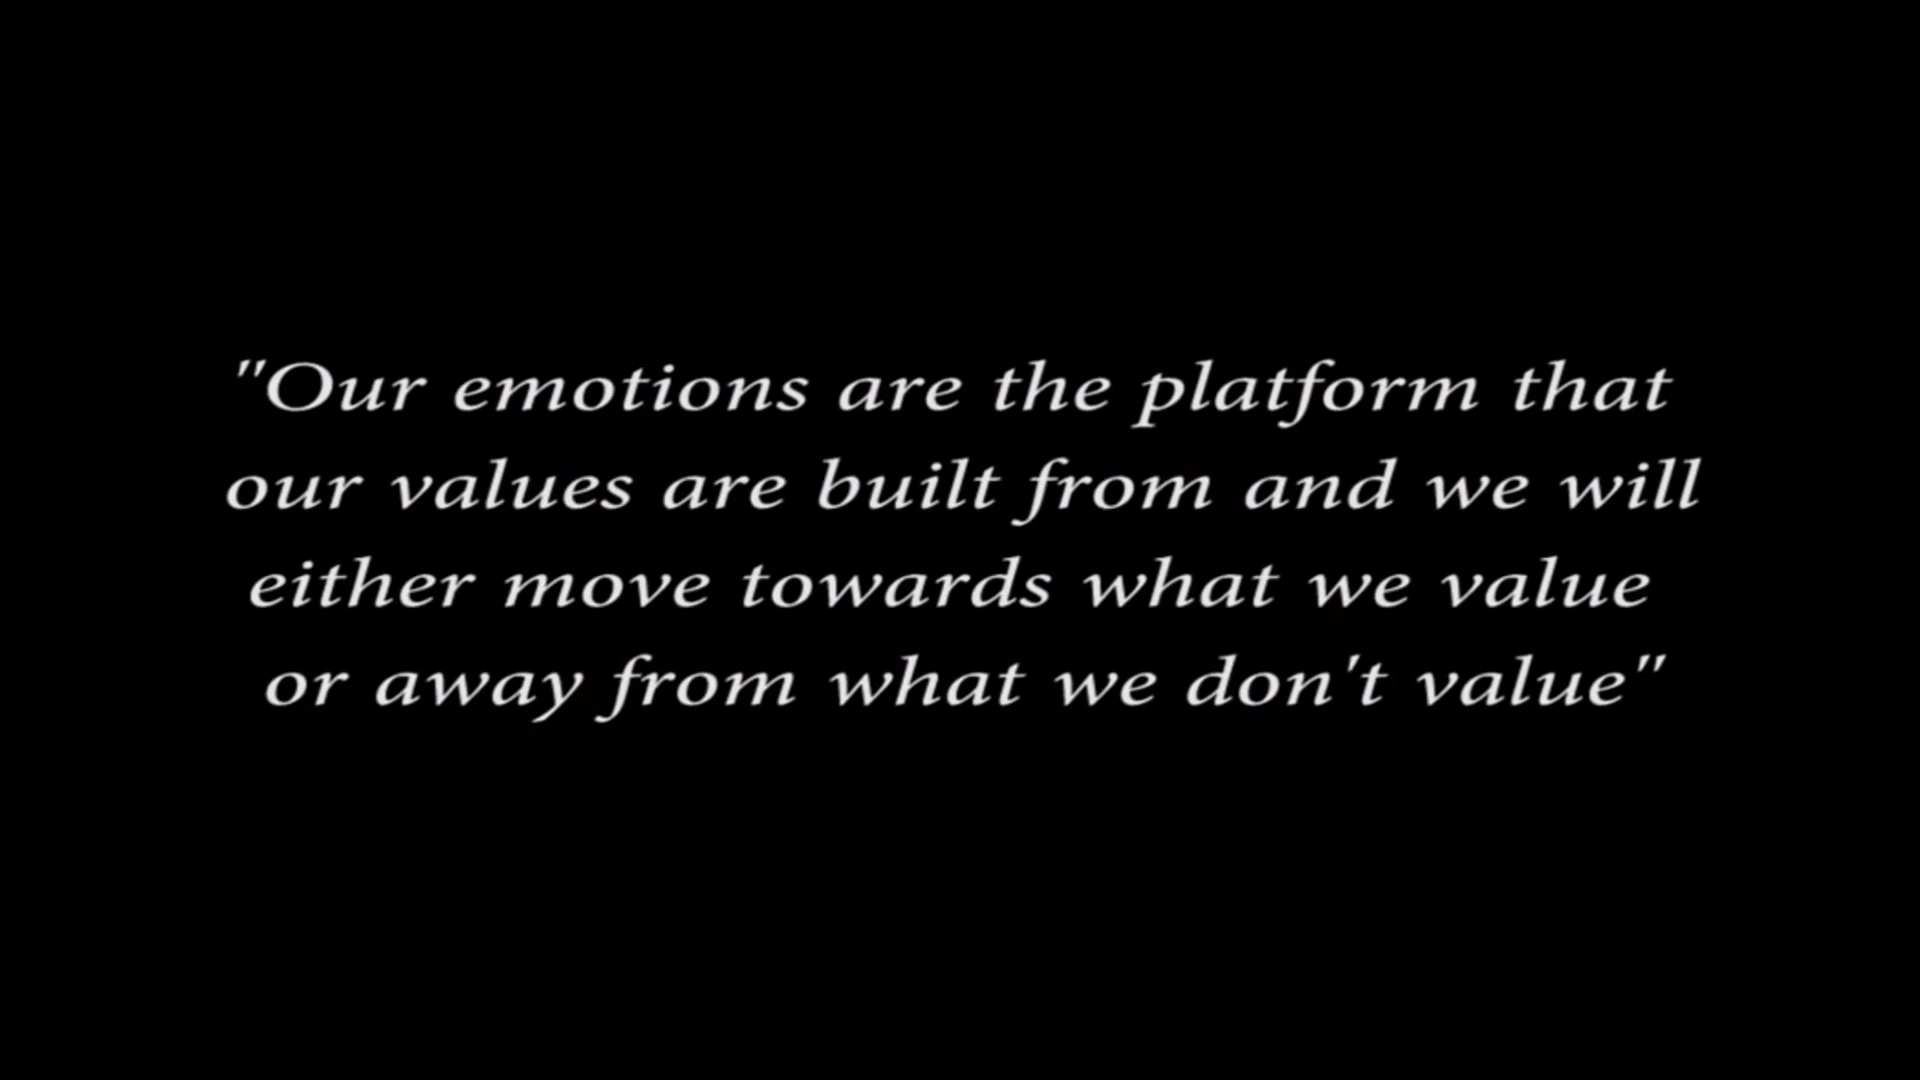 "Our emotions are the platform that
our values are built from and we will
either move towards what we value
or away from what we don't value"